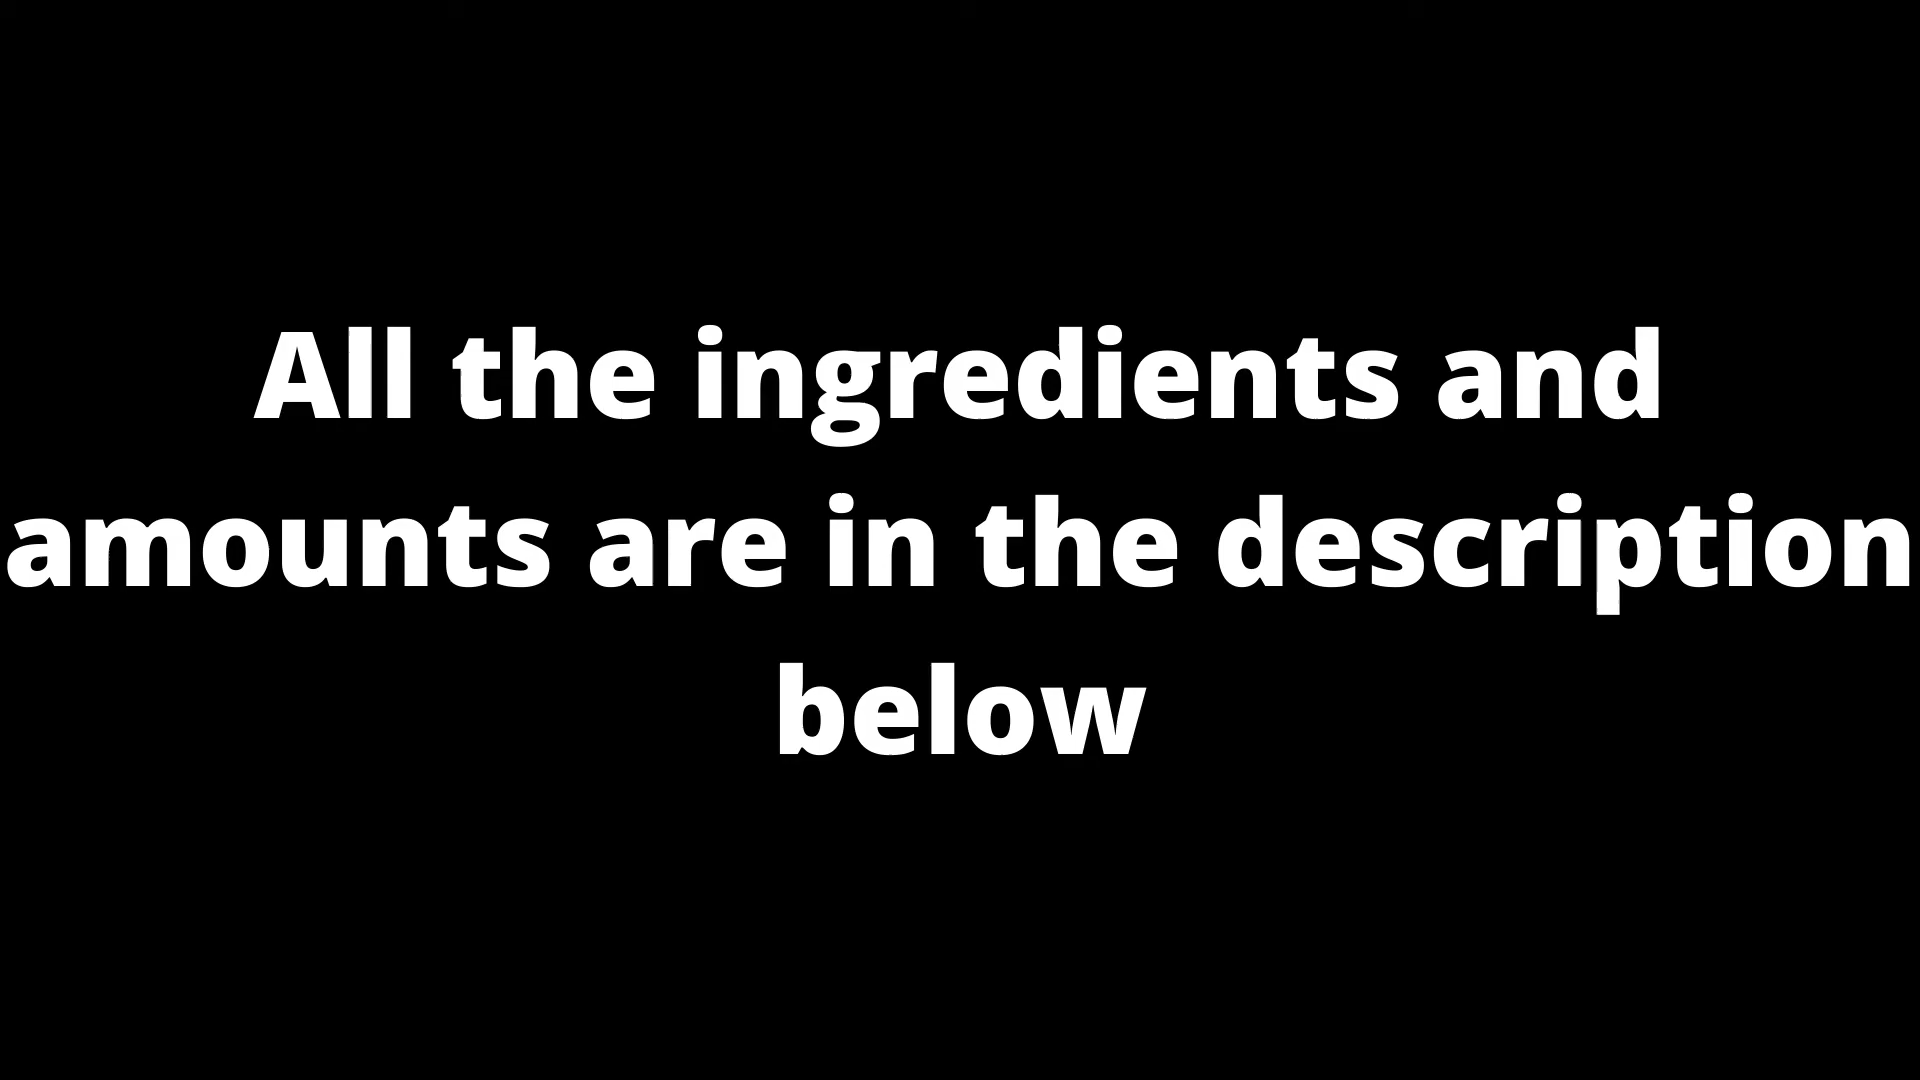 All the ingredients and
amounts are in the description
below